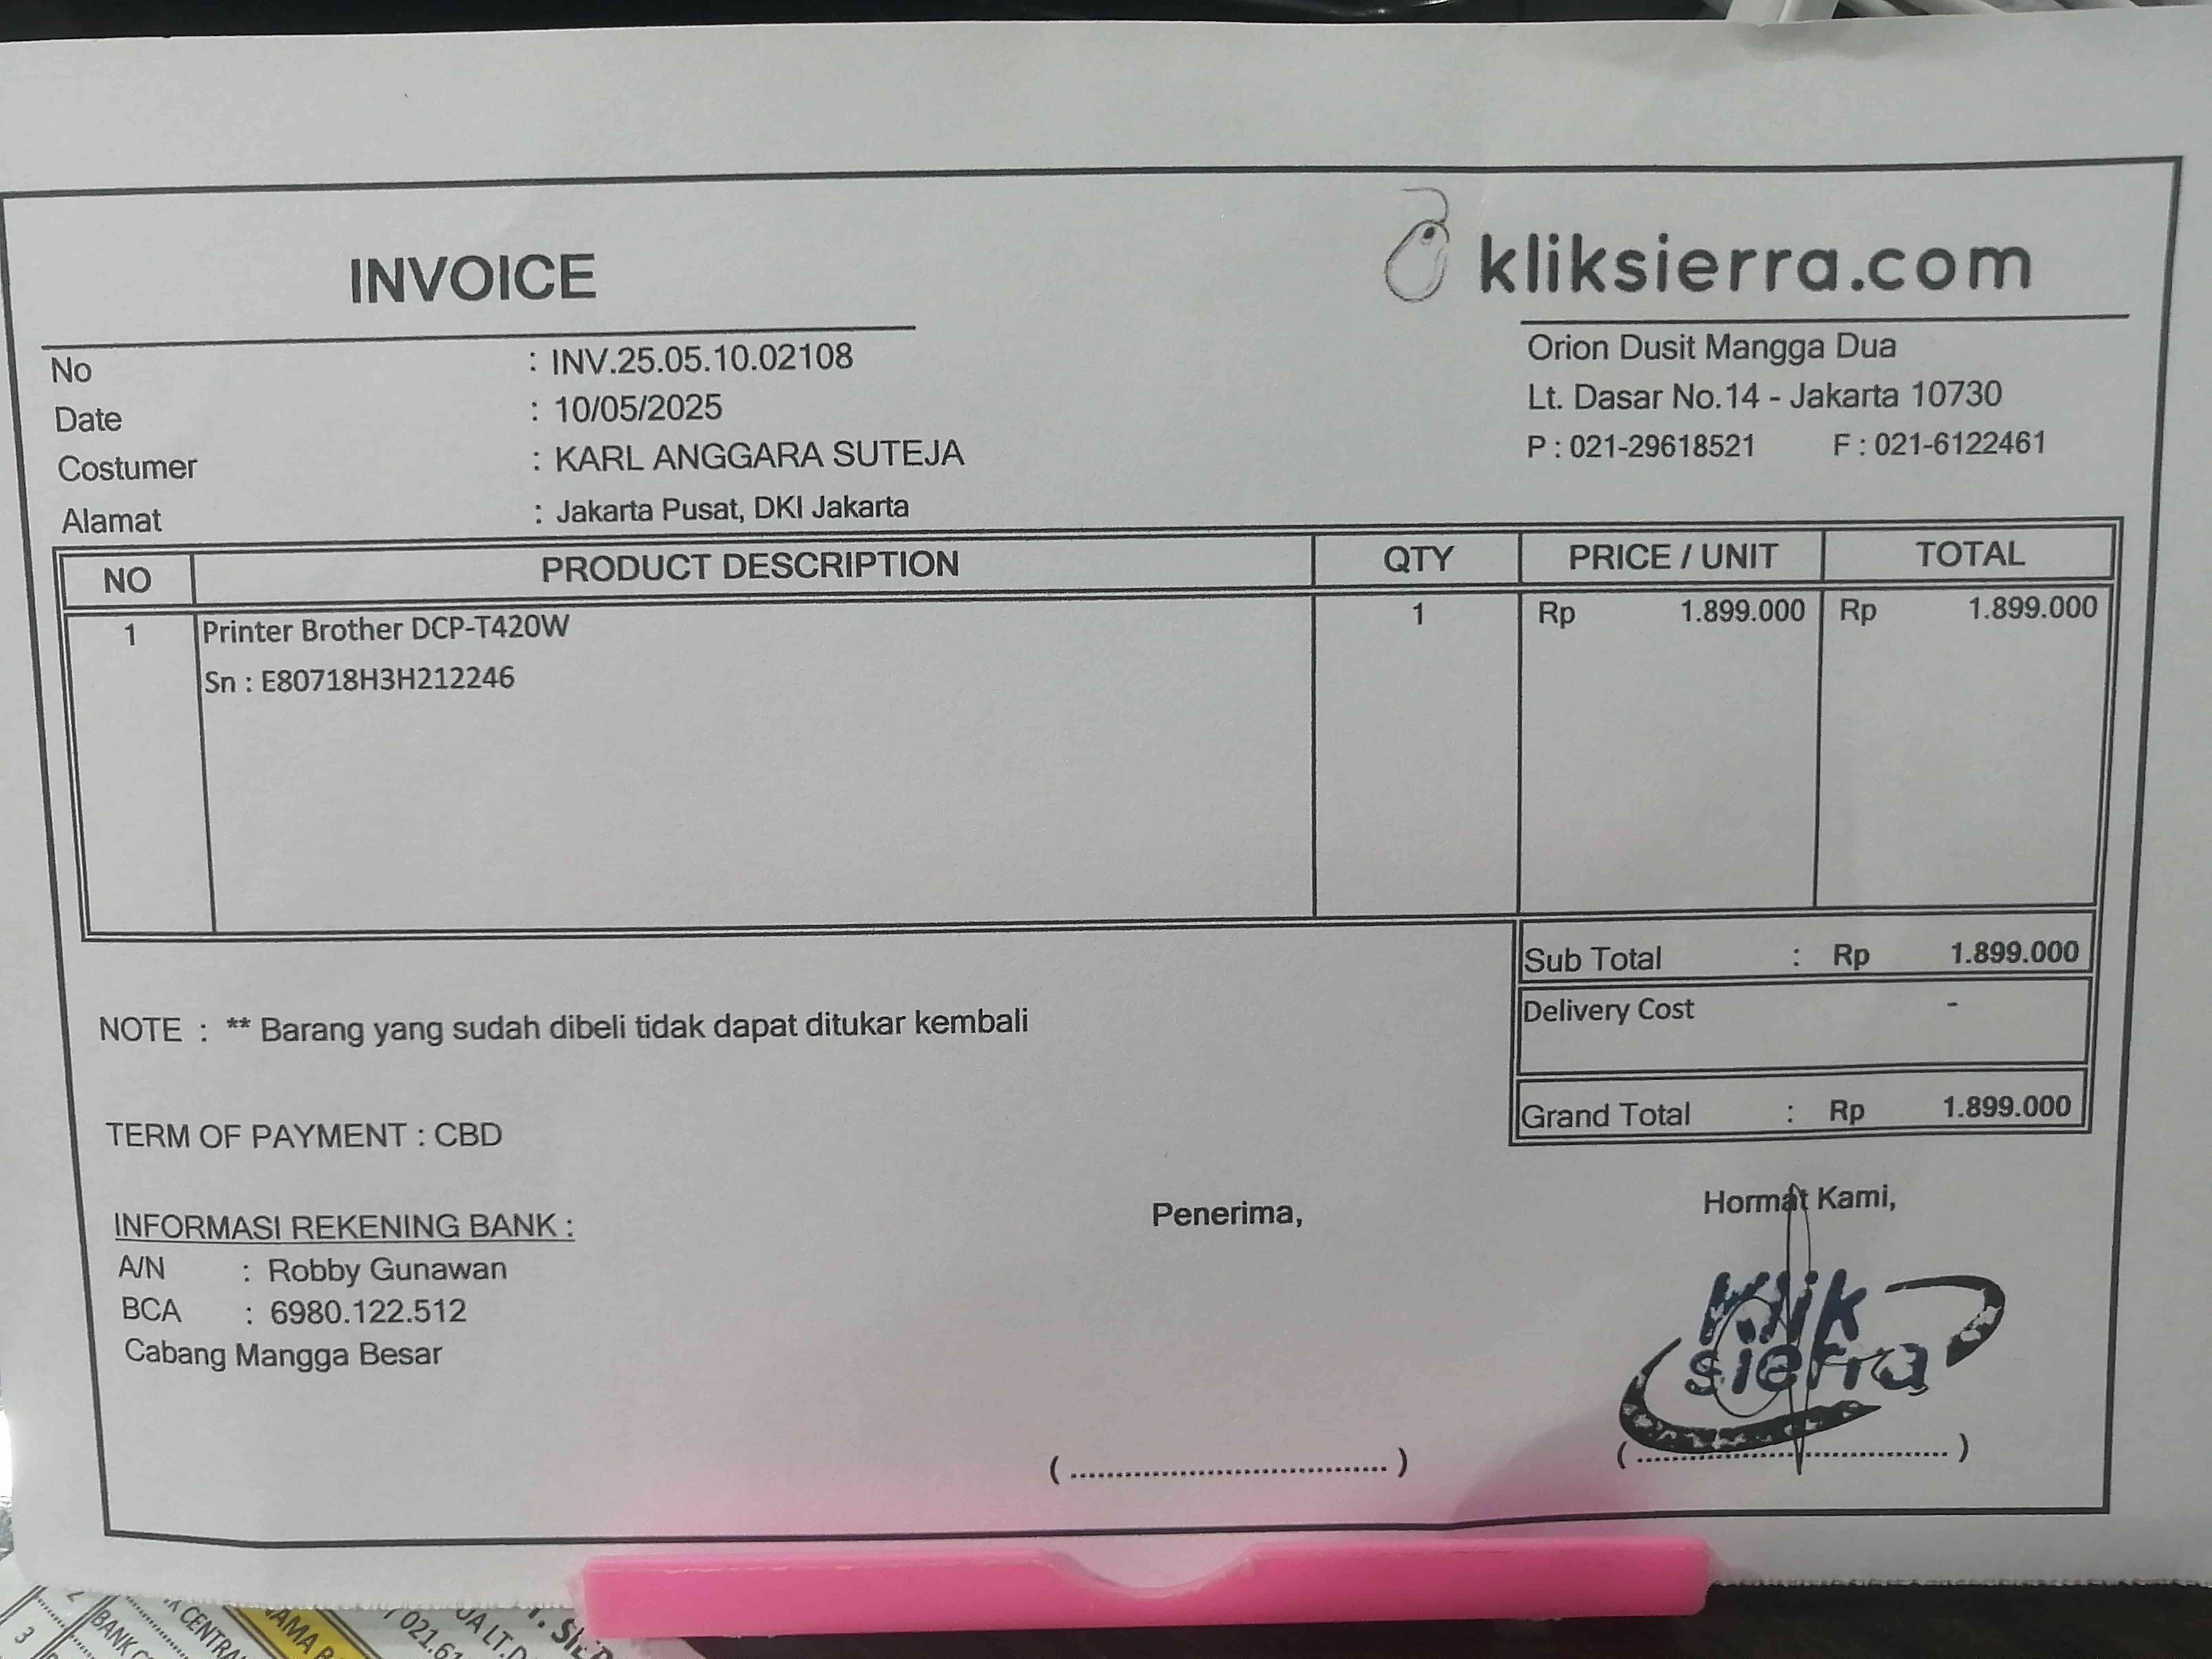 INVOICE
kliksierra.com
Orion Dusit Mangga Dua
Lt. Dasar No.14 - Jakarta 10730
P : 021-29618521 F : 021-6122461
No : INV.25.05.10.02108
Date : 10/05/2025
Costumer : KARL ANGGARA SUTEJA
Alamat : Jakarta Pusat, DKI Jakarta
NO PRODUCT DESCRIPTION QTY PRICE / UNIT TOTAL
1 Printer Brother DCP-T420W 1 Rp 1.899.000 Rp 1.899.000
Sn : E80718H3H212246
Sub Total : Rp 1.899.000
Delivery Cost -
Grand Total : Rp 1.899.000
NOTE : ** Barang yang sudah dibeli tidak dapat ditukar kembali
TERM OF PAYMENT : CBD
INFORMASI REKENING BANK :
A/N : Robby Gunawan
BCA : 6980.122.512
Cabang Mangga Besar
Penerima,
( ........................................ )
Hormat Kami,
Klik
sierra
( ........................................ )
3
BANK
CENTRA
021.61